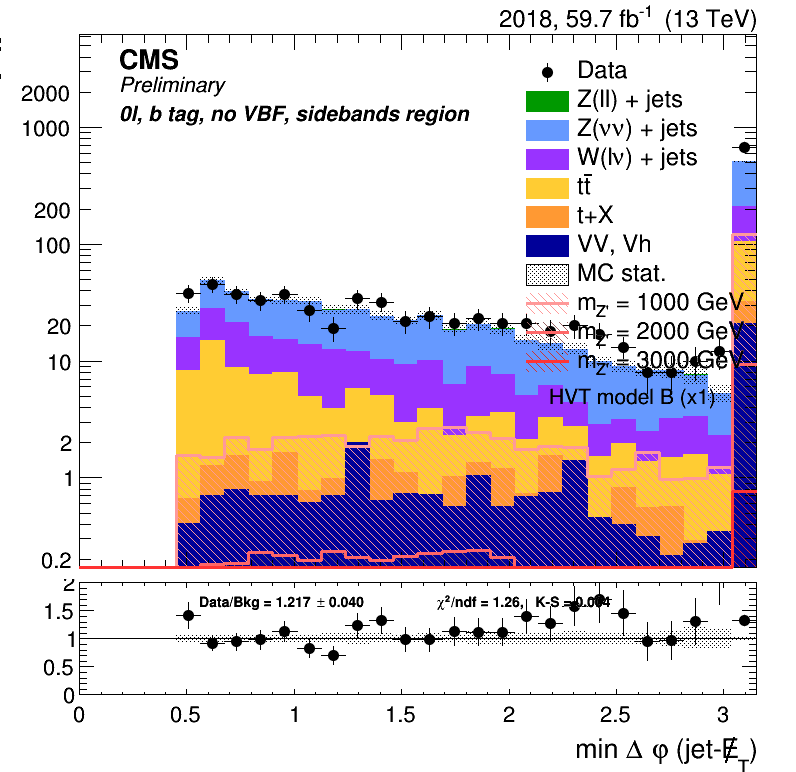 2018, 59.7 fb⁻¹ (13 TeV)
CMS
Preliminary
0l, b tag, no VBF, sidebands region
Data
Z(ll) + jets
Z(νν) + jets
W(lν) + jets
tt̄
t+X
VV, Vh
MC stat.
m_Z' = 1000 GeV
m_Z' = 2000 GeV
m_Z' = 3000 GeV
HVT model B (x1)
2000
1000
200
100
20
10
2
1
0.2
Data/Bkg = 1.217 ± 0.040 χ²/ndf = 1.26, K-S = 0.004
2
1.5
1
0.5
0
0 0.5 1 1.5 2 2.5 3
min Δ φ (jet-E̸_T)